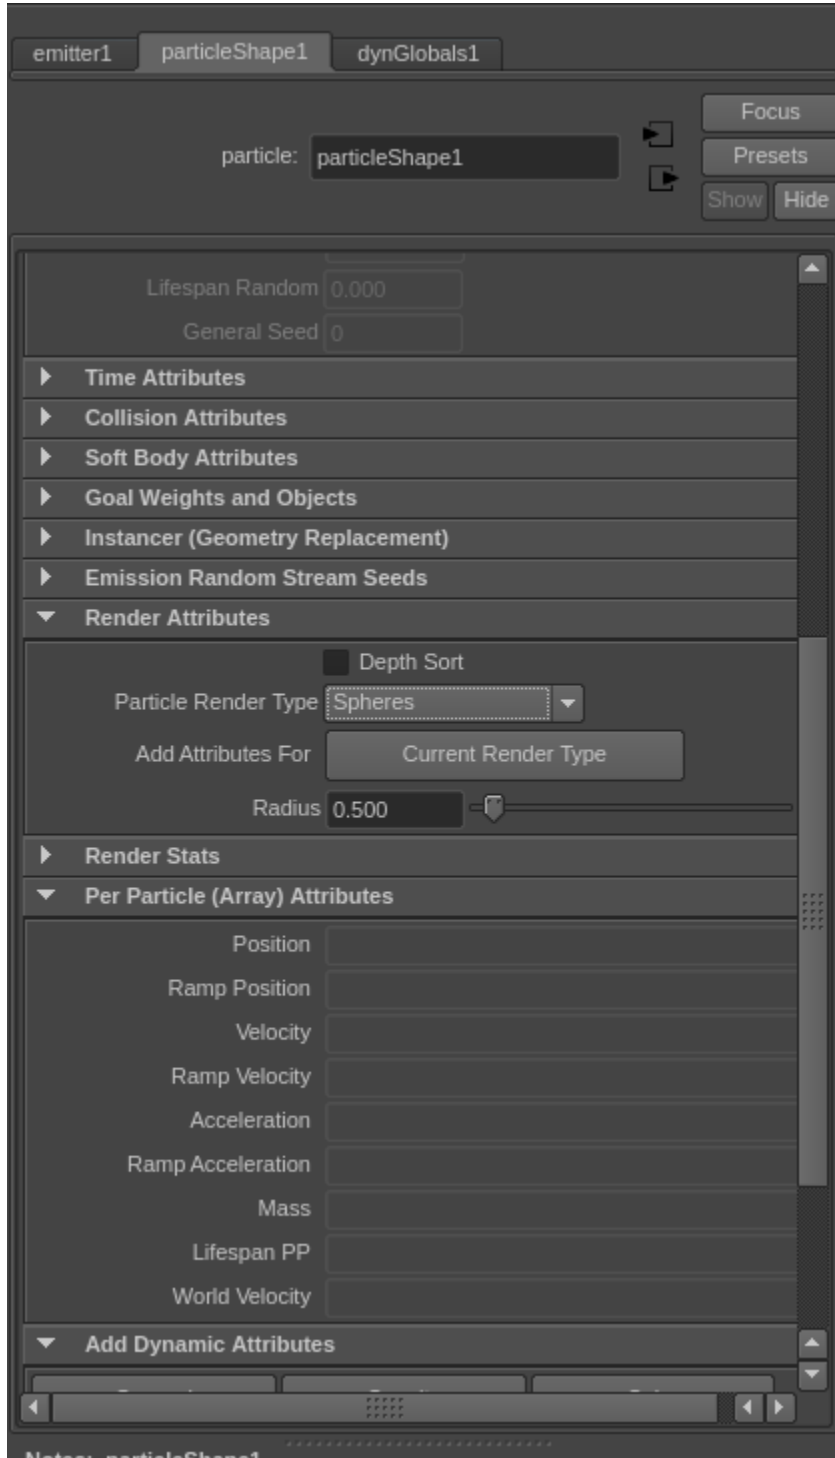 emitter1 particleShape1 dynGlobals1
Focus
particle: particleShape1
Presets
Show Hide
Lifespan Random 0.000
General Seed 0
Time Attributes
Collision Attributes
Soft Body Attributes
Goal Weights and Objects
Instancer (Geometry Replacement)
Emission Random Stream Seeds
Render Attributes
Depth Sort
Particle Render Type Spheres
Add Attributes For Current Render Type
Radius 0.500
Render Stats
Per Particle (Array) Attributes
Position
Ramp Position
Velocity
Ramp Velocity
Acceleration
Ramp Acceleration
Mass
Lifespan PP
World Velocity
Add Dynamic Attributes
Notes: particleShape1